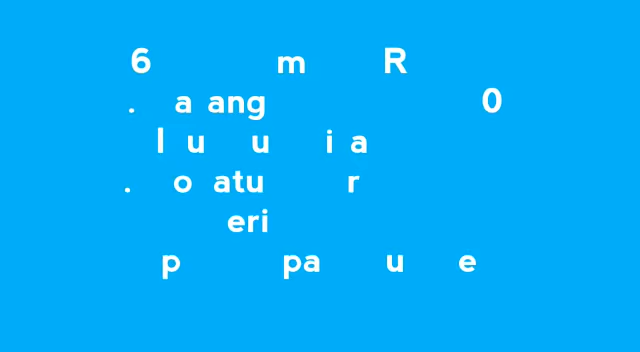 6 m R
. a ang 0
l u u i a
. o atu r
eri
p pa u e